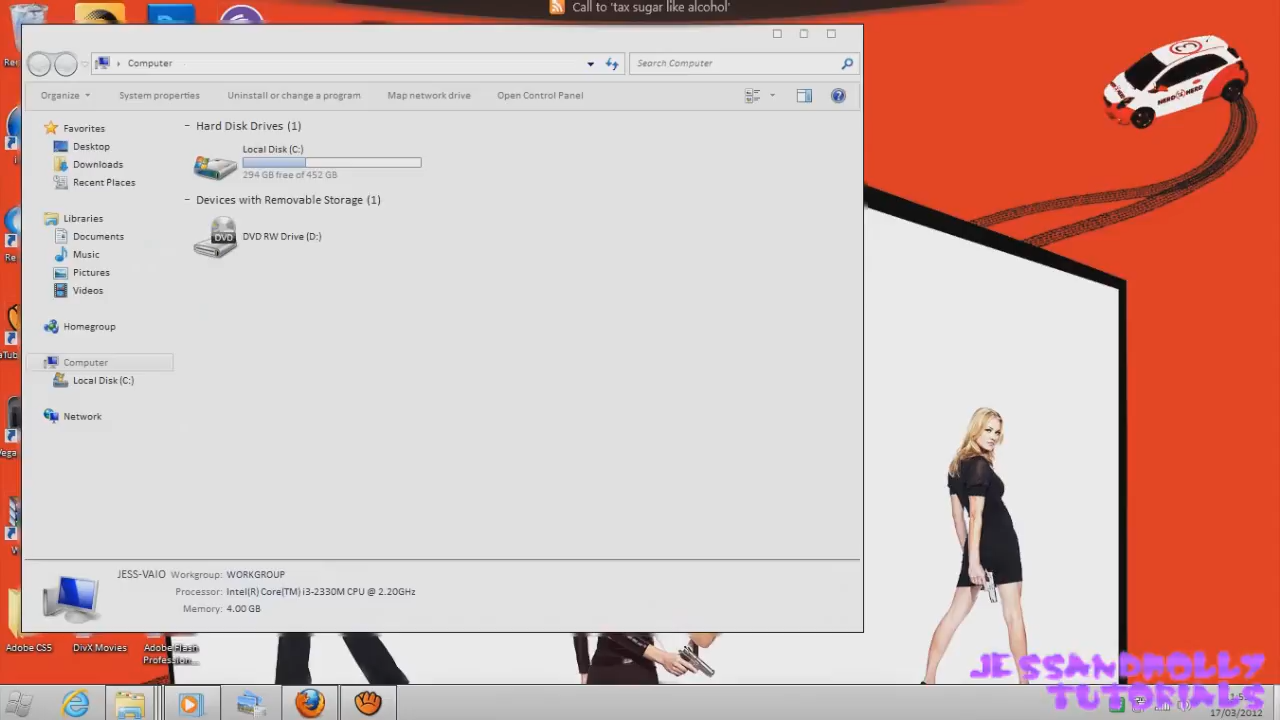 Call to 'tax sugar like alcohol'
Computer
Search Computer
Organize
System properties
Uninstall or change a program
Map network drive
Open Control Panel
Favorites
Desktop
Downloads
Recent Places
Libraries
Documents
Music
Pictures
Videos
Homegroup
Computer
Local Disk (C:)
Network
Hard Disk Drives (1)
Local Disk (C:)
294 GB free of 452 GB
Devices with Removable Storage (1)
DVD
DVD RW Drive (D:)
JESS-VAIO Workgroup: WORKGROUP
Processor: Intel(R) Core(TM) i3-2330M CPU @ 2.20GHz
Memory: 4.00 GB
Adobe CS5
DivX Movies
Adobe Flash
Profession...
JESSANDHOLLY
TUTORIALS
17/03/2012